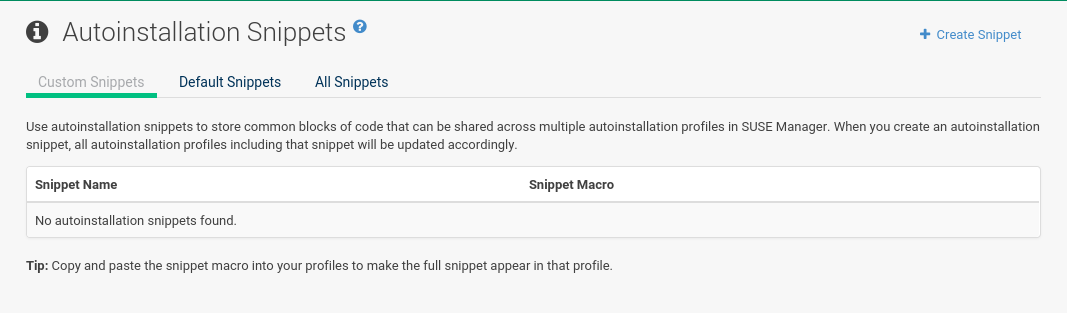 Autoinstallation Snippets ?
+ Create Snippet
Custom Snippets Default Snippets All Snippets
Use autoinstallation snippets to store common blocks of code that can be shared across multiple autoinstallation profiles in SUSE Manager. When you create an autoinstallation
snippet, all autoinstallation profiles including that snippet will be updated accordingly.
Snippet Name Snippet Macro
No autoinstallation snippets found.
Tip: Copy and paste the snippet macro into your profiles to make the full snippet appear in that profile.